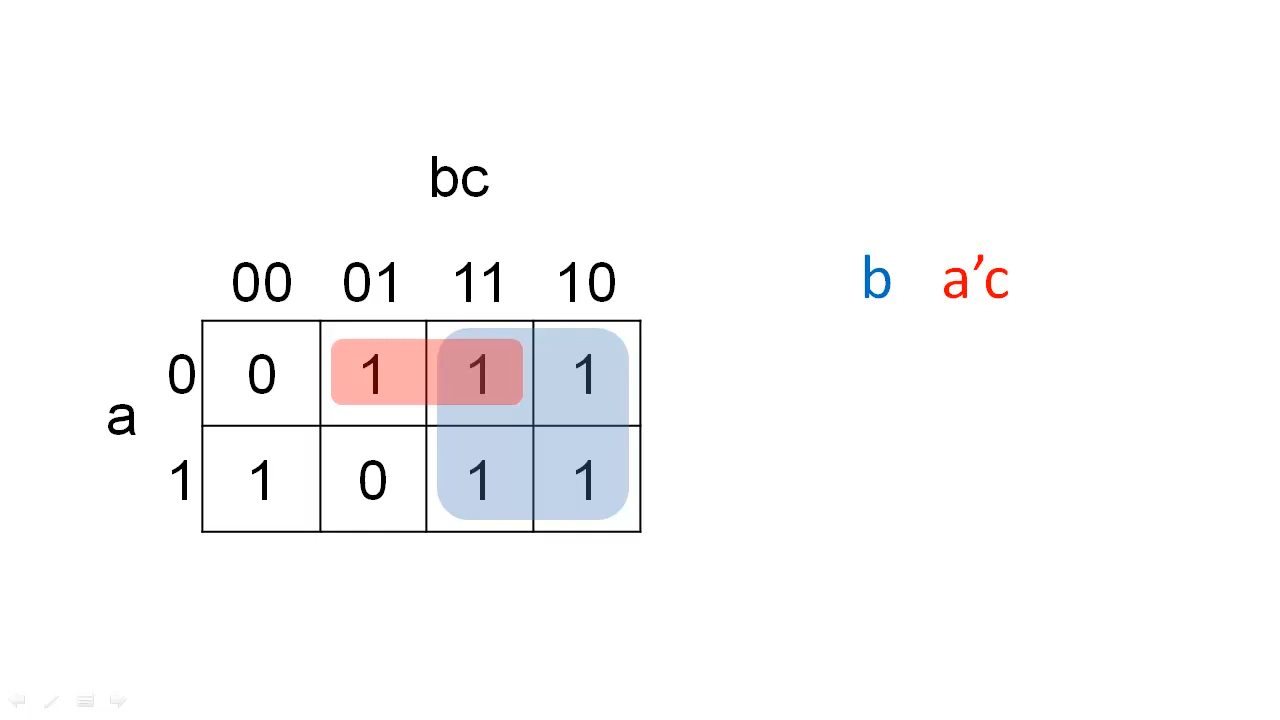 bc
00 01 11 10
b a’c
0 0 1 1 1
a
1 1 0 1 1